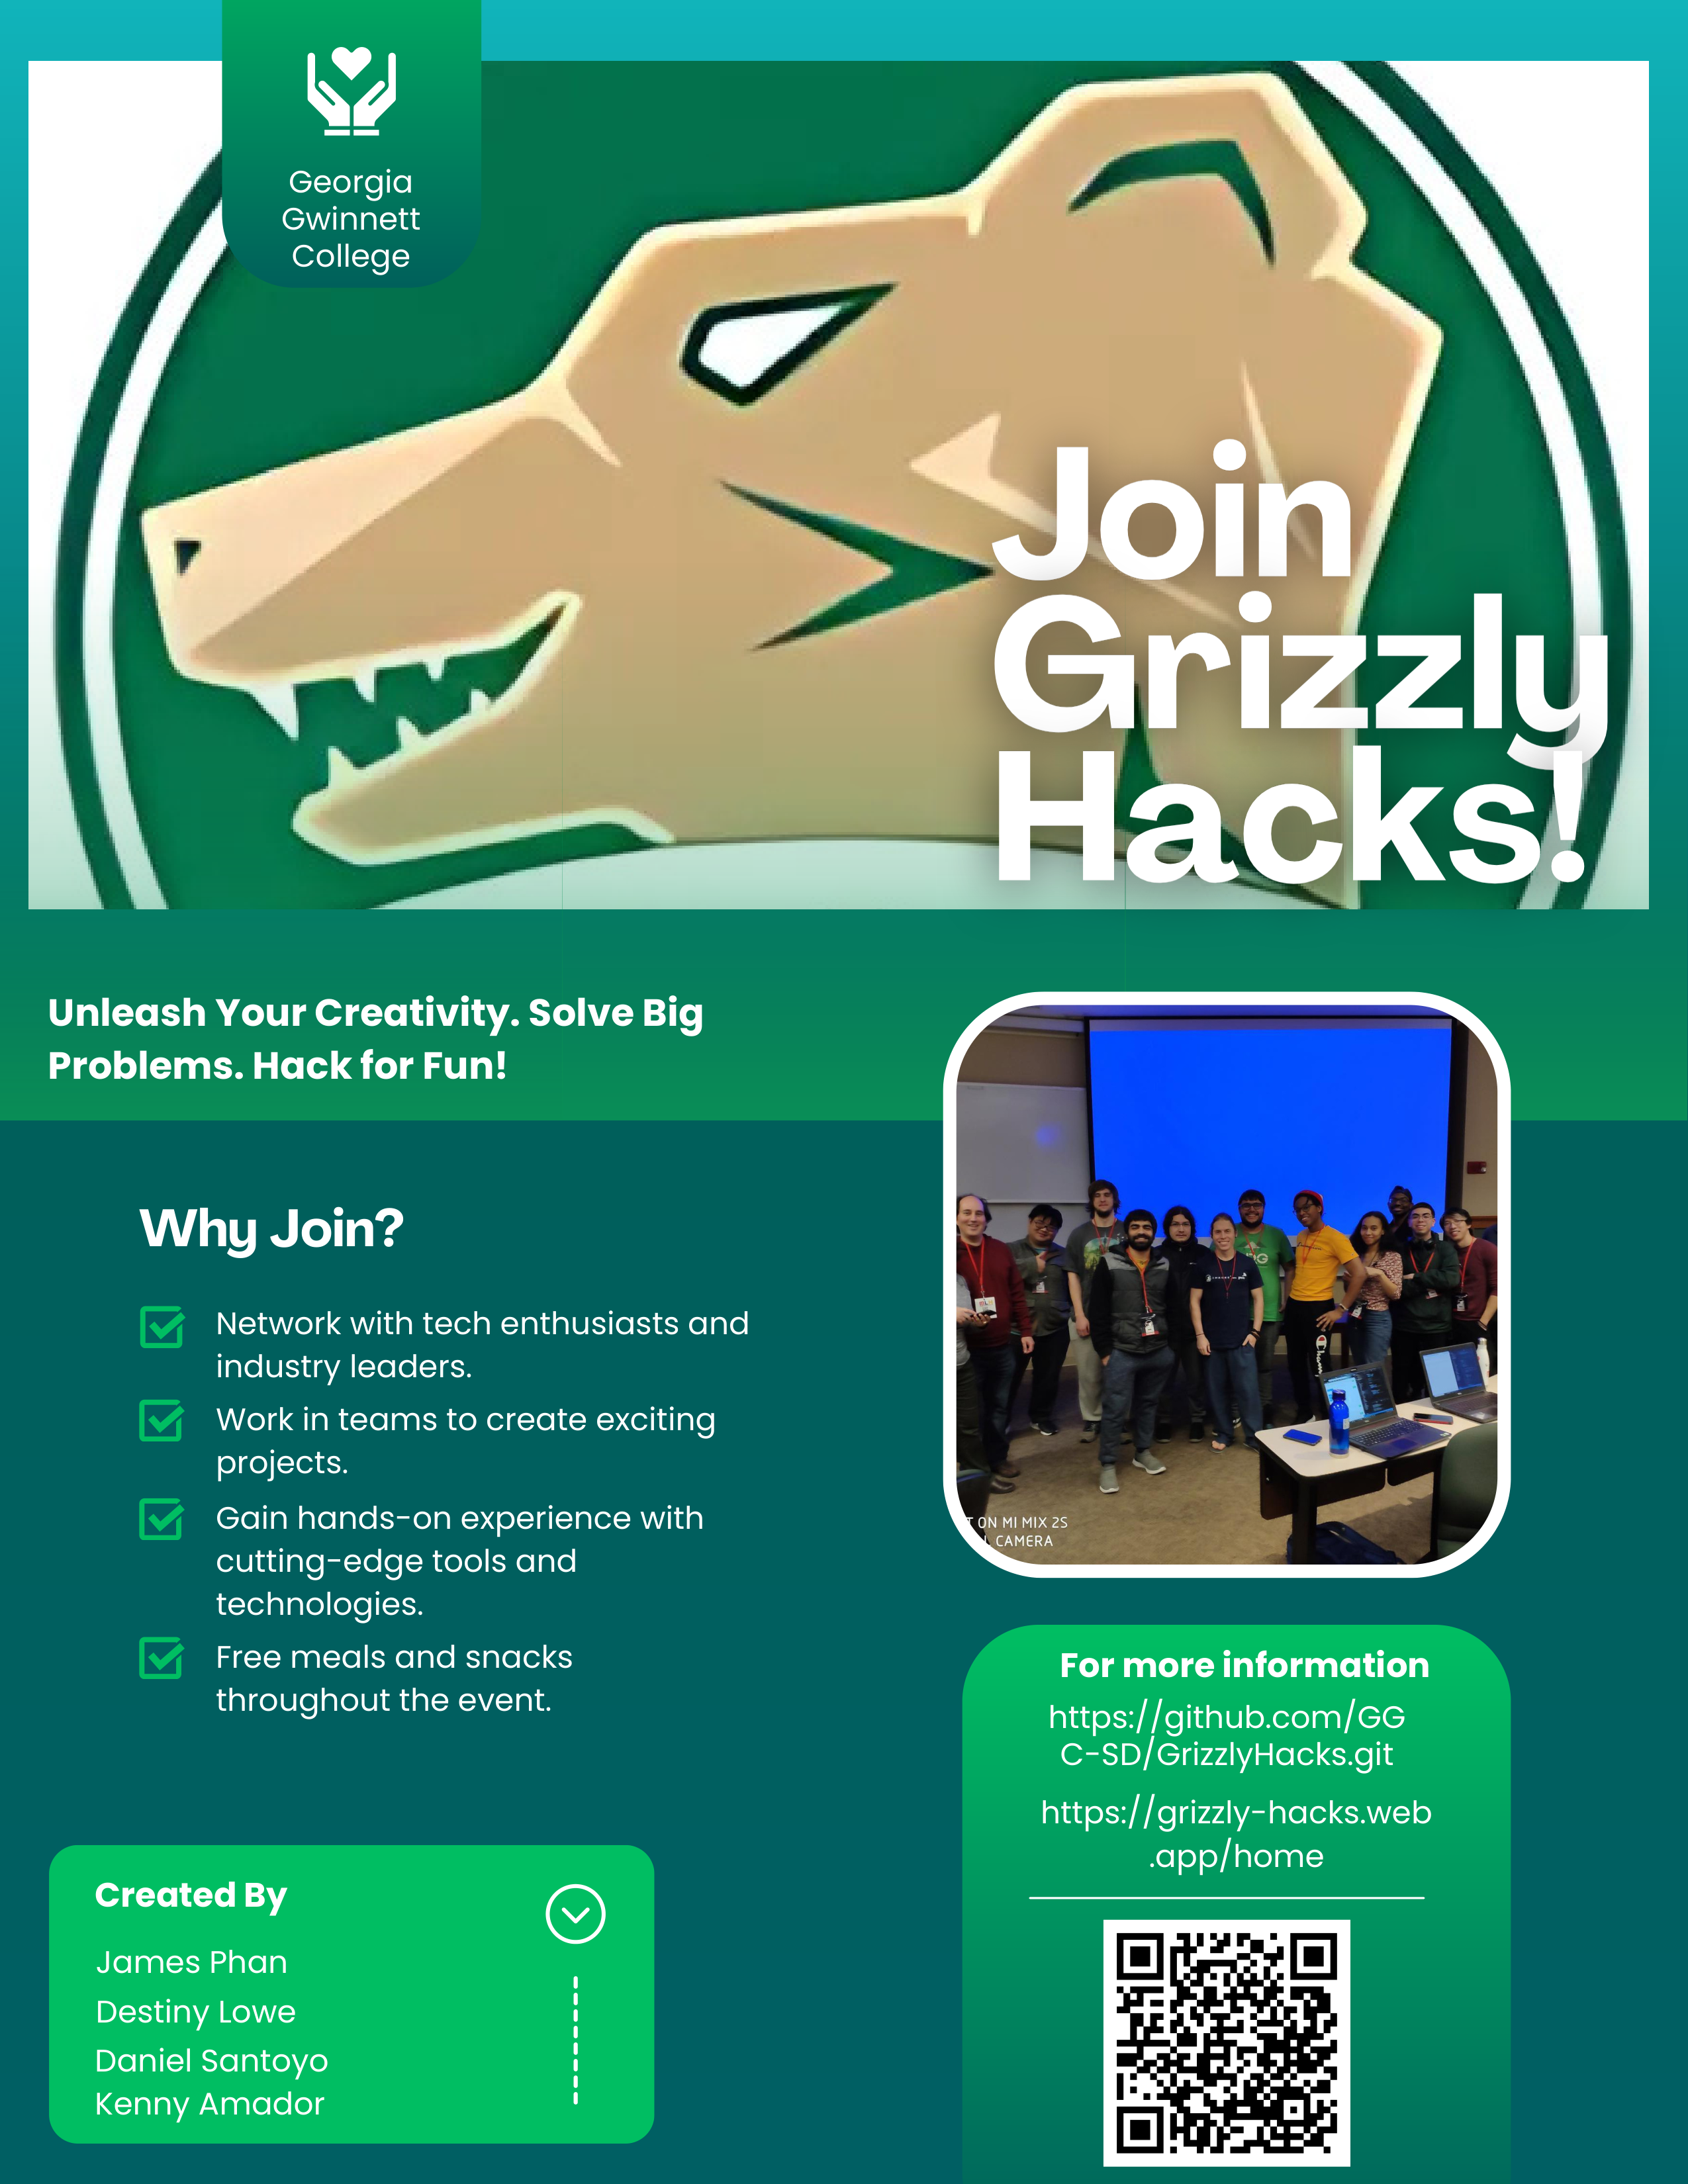 Georgia
Gwinnett
College
Join
Grizzly
Hacks!
Unleash Your Creativity. Solve Big
Problems. Hack for Fun!
Why Join?
Network with tech enthusiasts and
industry leaders.
Work in teams to create exciting
projects.
Gain hands-on experience with
cutting-edge tools and
technologies.
Free meals and snacks
throughout the event.
ON MI MIX 2S
CAMERA
For more information
https://github.com/GG
C-SD/GrizzlyHacks.git
https://grizzly-hacks.web
.app/home
Created By
James Phan
Destiny Lowe
Daniel Santoyo
Kenny Amador